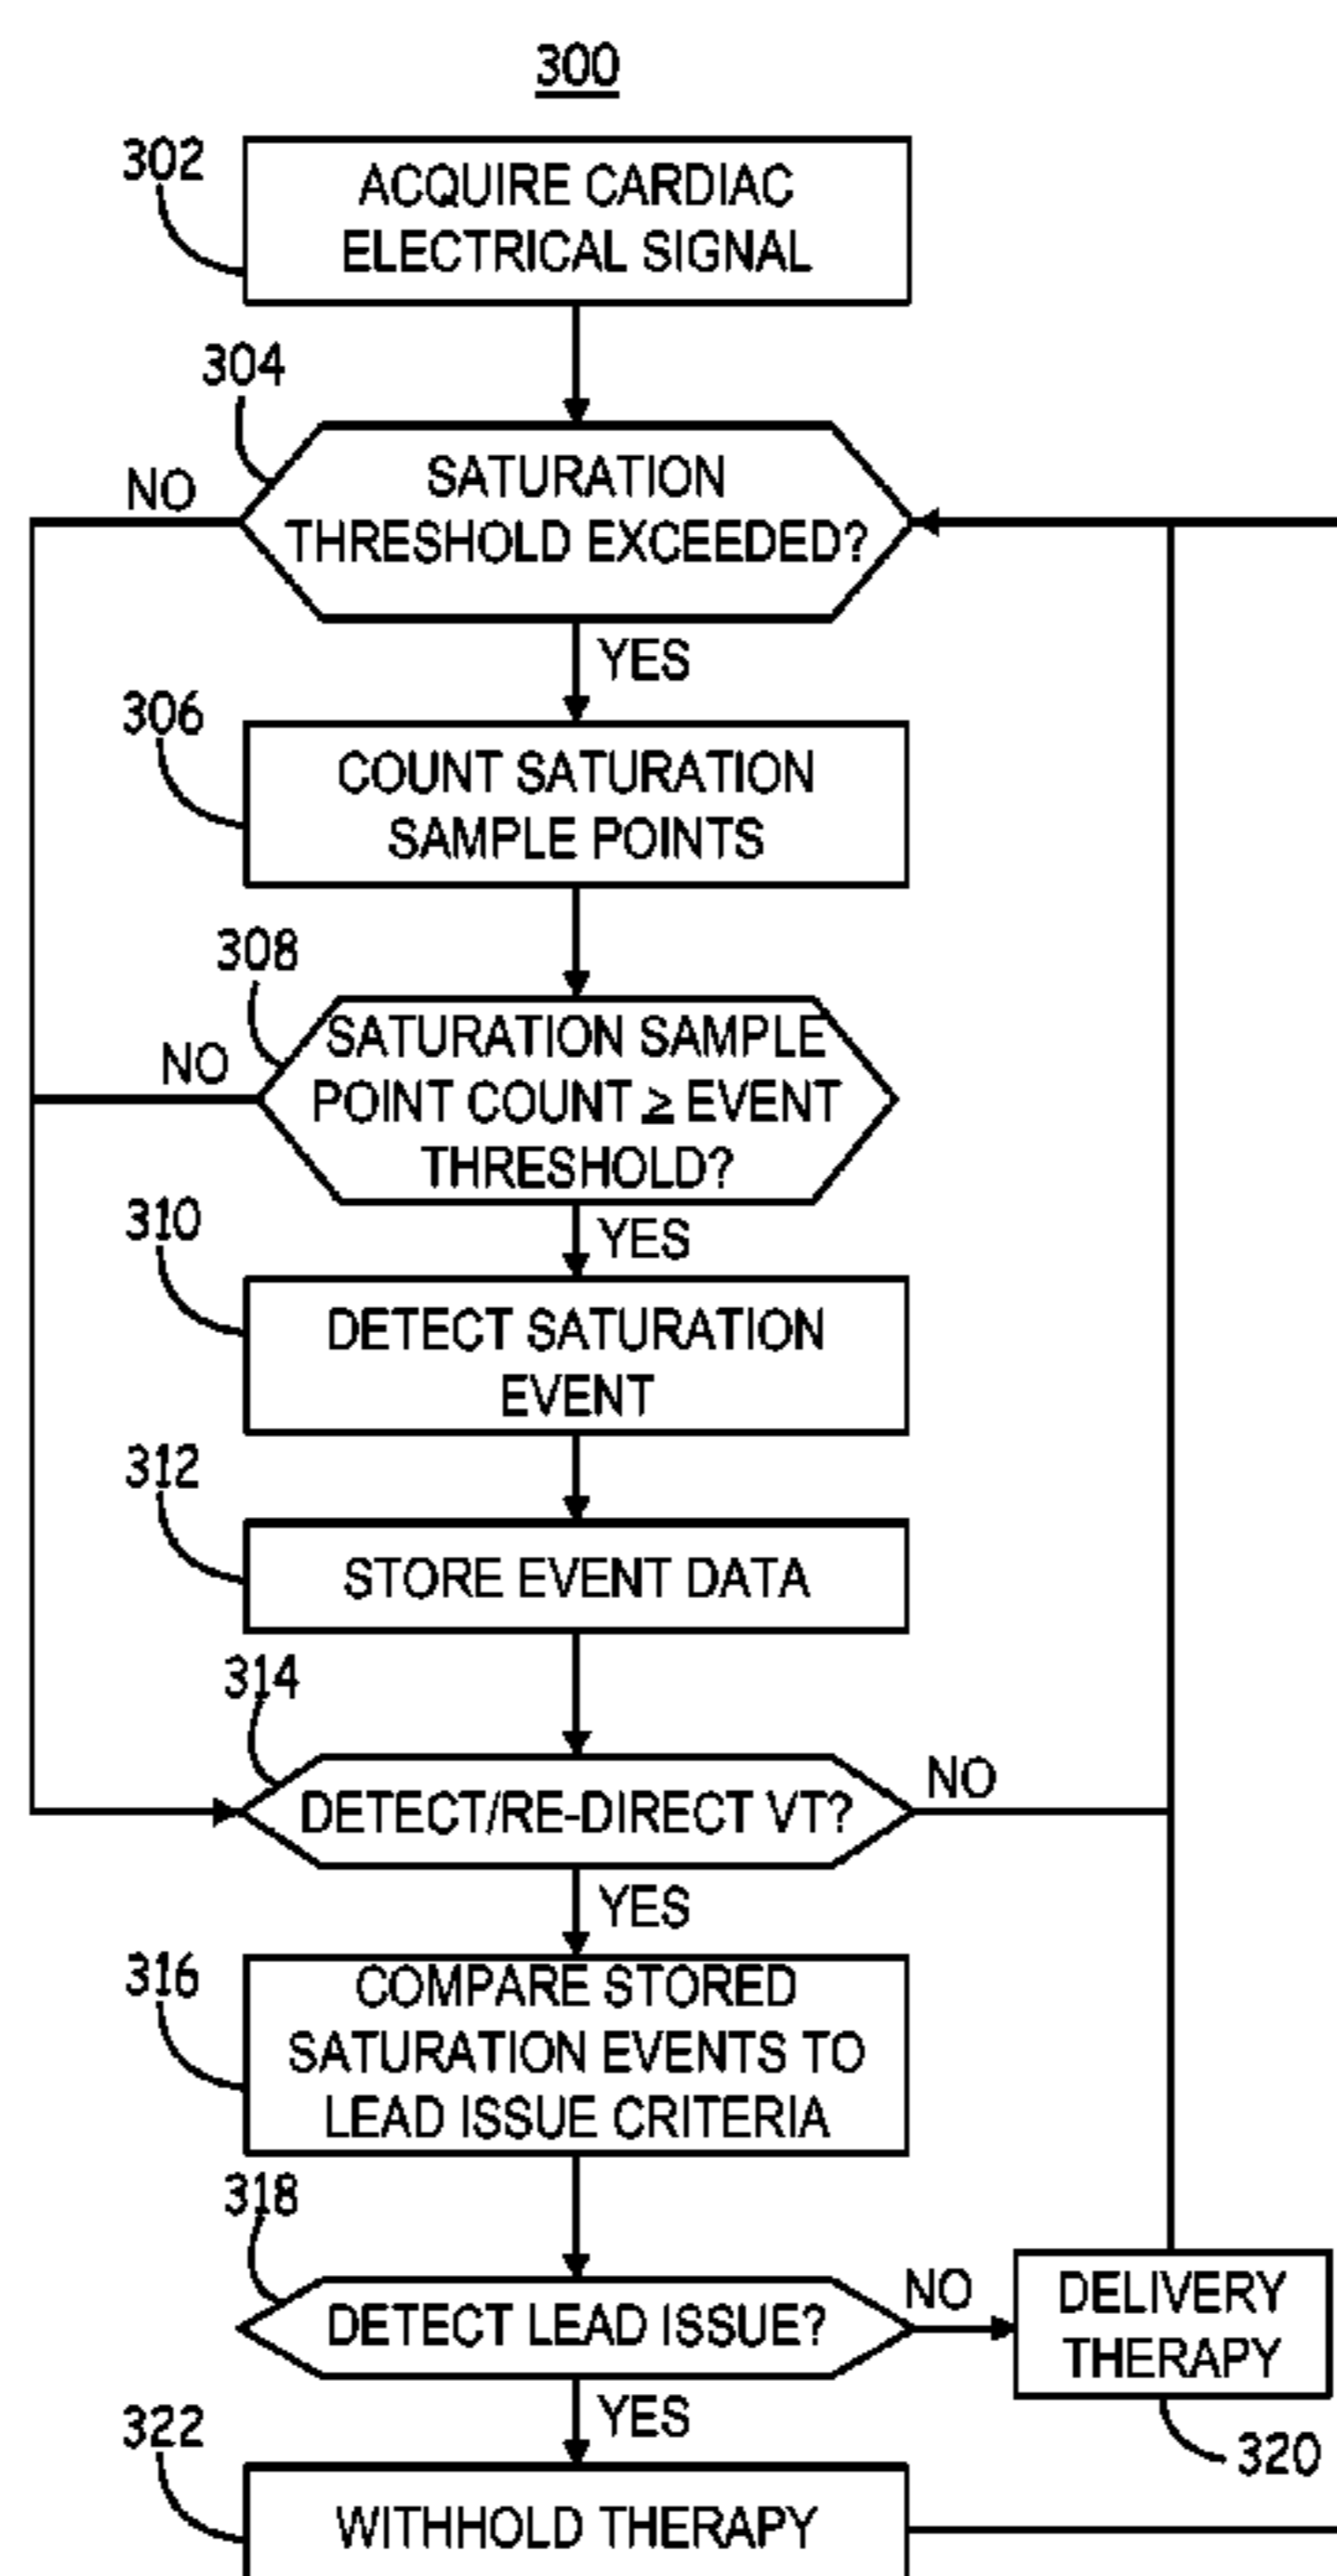 300
302
ACQUIRE CARDIAC
ELECTRICAL SIGNAL
304
NO
SATURATION
THRESHOLD EXCEEDED?
YES
306
COUNT SATURATION
SAMPLE POINTS
308
NO
SATURATION SAMPLE
POINT COUNT ≥ EVENT
THRESHOLD?
YES
310
DETECT SATURATION
EVENT
312
STORE EVENT DATA
314
DETECT/RE-DIRECT VT?
NO
YES
316
COMPARE STORED
SATURATION EVENTS TO
LEAD ISSUE CRITERIA
318
DETECT LEAD ISSUE?
NO
DELIVERY
THERAPY
320
YES
322
WITHHOLD THERAPY